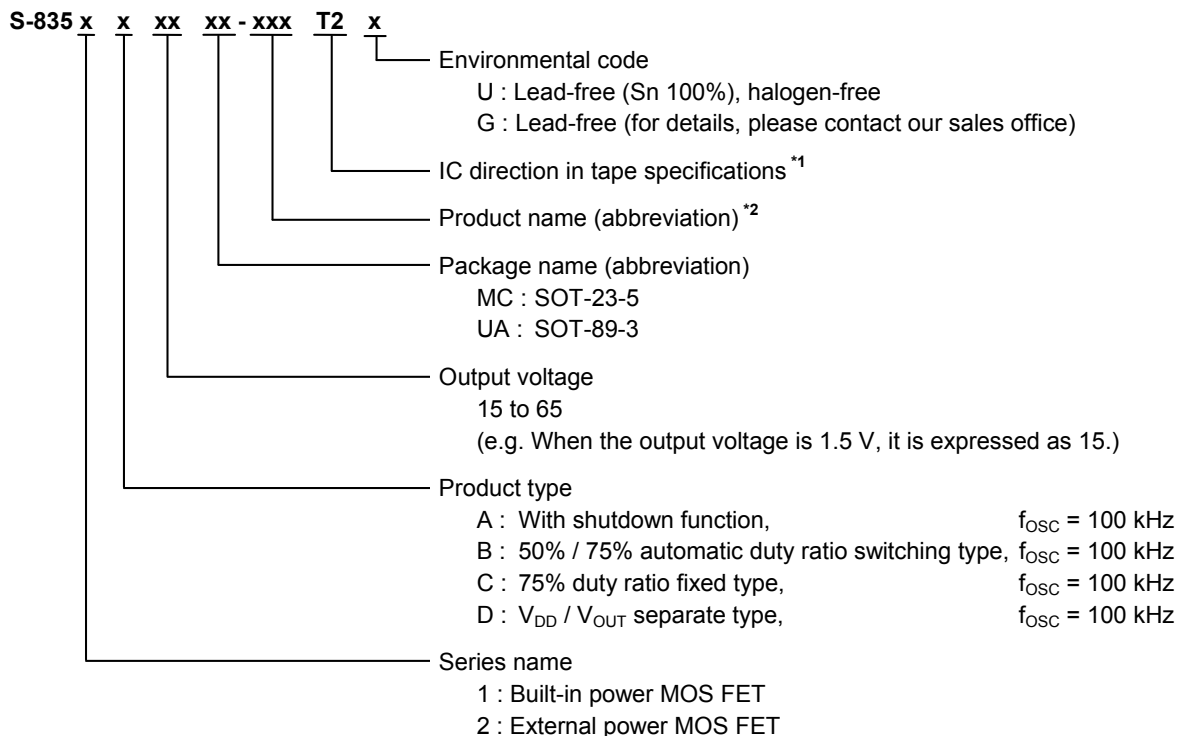 S-835 x x xx xx - xxx T2 x
Environmental code
U : Lead-free (Sn 100%), halogen-free
G : Lead-free (for details, please contact our sales office)
IC direction in tape specifications *1
Product name (abbreviation) *2
Package name (abbreviation)
MC : SOT-23-5
UA : SOT-89-3
Output voltage
15 to 65
(e.g. When the output voltage is 1.5 V, it is expressed as 15.)
Product type
A : With shutdown function, fOSC = 100 kHz
B : 50% / 75% automatic duty ratio switching type, fOSC = 100 kHz
C : 75% duty ratio fixed type, fOSC = 100 kHz
D : VDD / VOUT separate type, fOSC = 100 kHz
Series name
1 : Built-in power MOS FET
2 : External power MOS FET